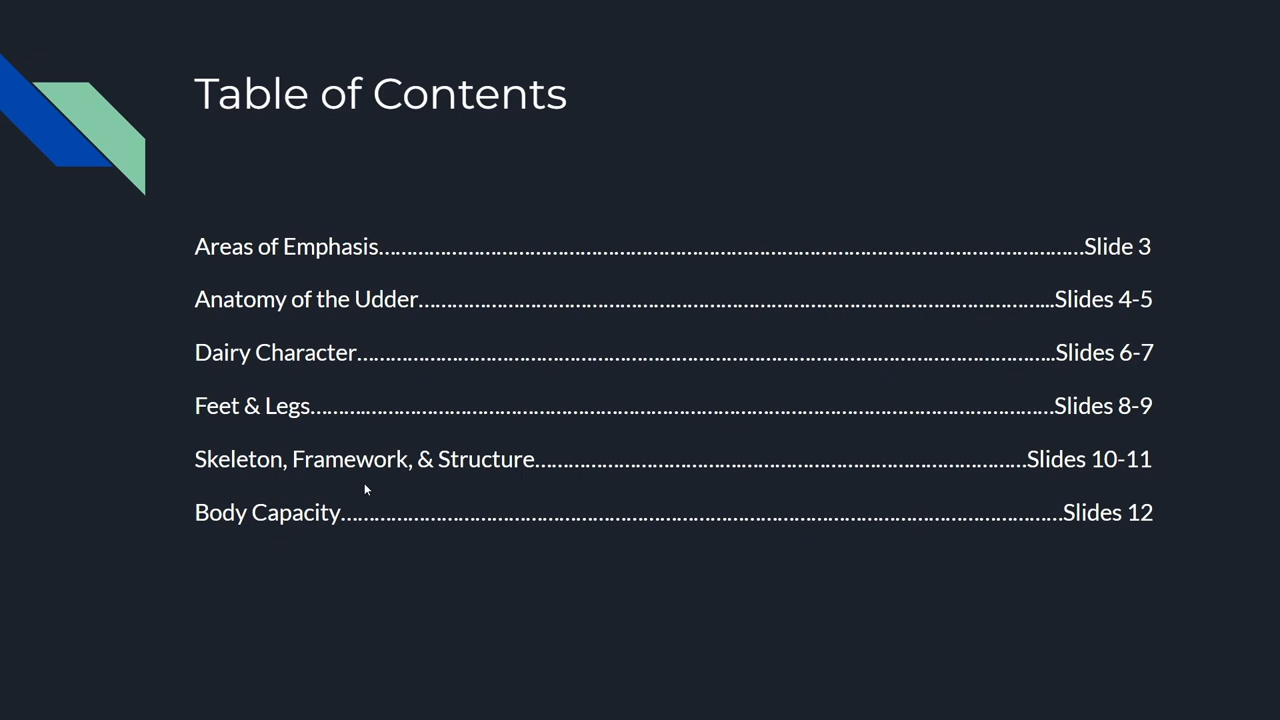 Table of Contents
Areas of Emphasis……………………………………………………………………………………………Slide 3
Anatomy of the Udder…………………………………………………………………………………...Slides 4-5
Dairy Character……………………………………………………………………………………………..Slides 6-7
Feet & Legs…………………………………………………………………………………………………Slides 8-9
Skeleton, Framework, & Structure…………………………………………………………………Slides 10-11
Body Capacity………………………………………………………………………………………………Slides 12